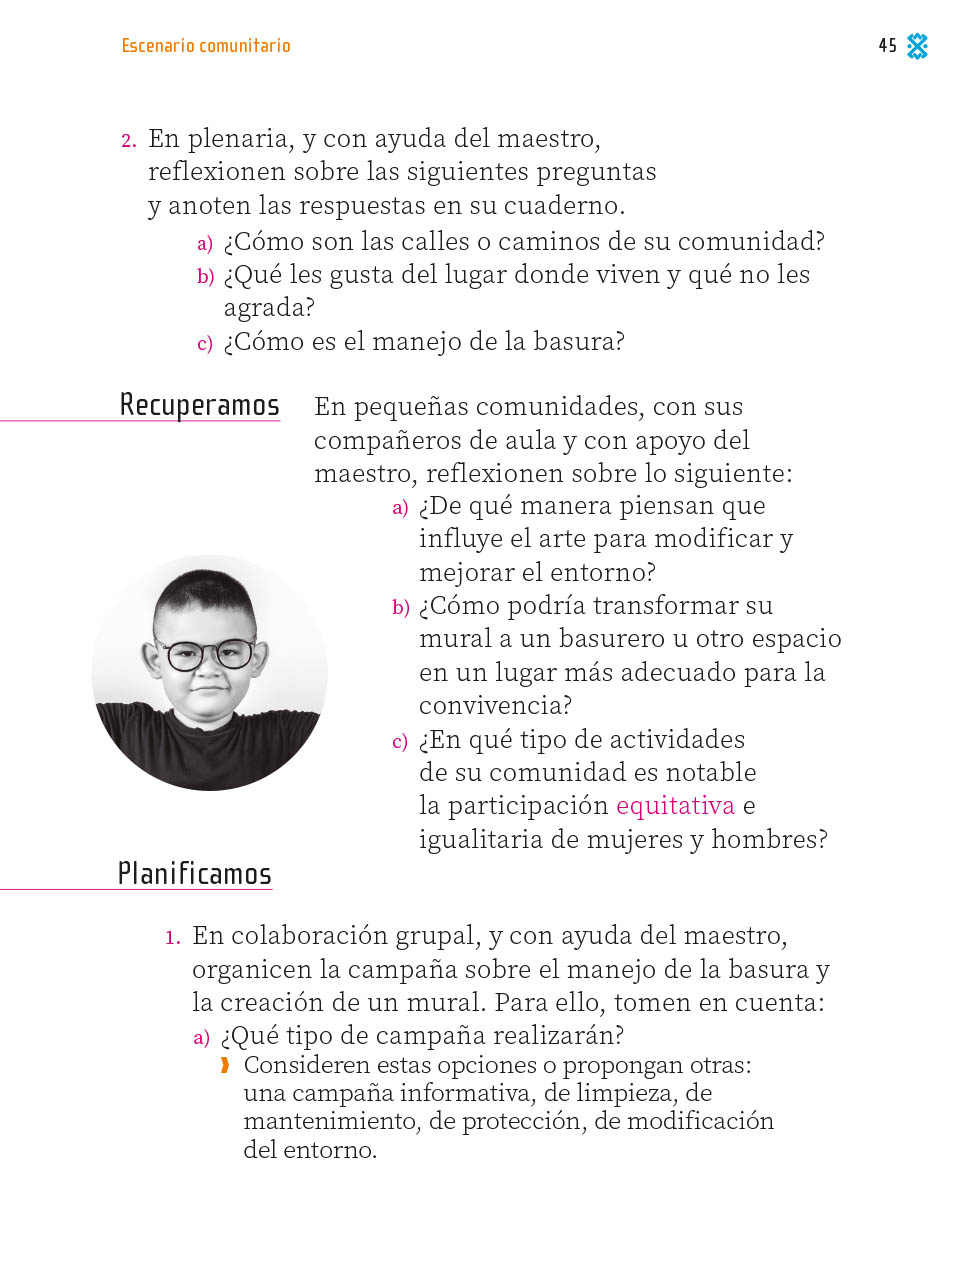 Escenario comunitario
45
2. En plenaria, y con ayuda del maestro,
reflexionen sobre las siguientes preguntas
y anoten las respuestas en su cuaderno.
a) ¿Cómo son las calles o caminos de su comunidad?
b) ¿Qué les gusta del lugar donde viven y qué no les
agrada?
c) ¿Cómo es el manejo de la basura?
Recuperamos
En pequeñas comunidades, con sus
compañeros de aula y con apoyo del
maestro, reflexionen sobre lo siguiente:
a) ¿De qué manera piensan que
influye el arte para modificar y
mejorar el entorno?
b) ¿Cómo podría transformar su
mural a un basurero u otro espacio
en un lugar más adecuado para la
convivencia?
c) ¿En qué tipo de actividades
de su comunidad es notable
la participación equitativa e
igualitaria de mujeres y hombres?
Planificamos
1. En colaboración grupal, y con ayuda del maestro,
organicen la campaña sobre el manejo de la basura y
la creación de un mural. Para ello, tomen en cuenta:
a) ¿Qué tipo de campaña realizarán?
Consideren estas opciones o propongan otras:
una campaña informativa, de limpieza, de
mantenimiento, de protección, de modificación
del entorno.